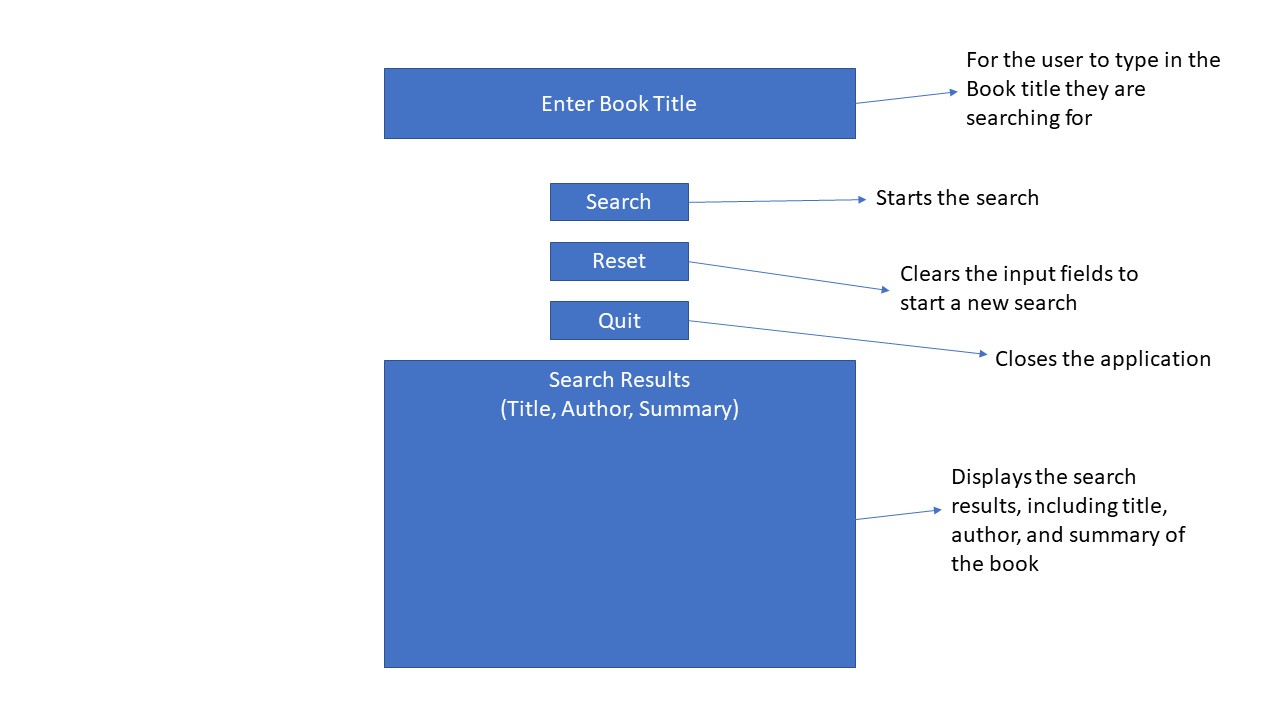 Enter Book Title
For the user to type in the
Book title they are
searching for
Search
Starts the search
Reset
Clears the input fields to
start a new search
Quit
Closes the application
Search Results
(Title, Author, Summary)
Displays the search
results, including title,
author, and summary of
the book